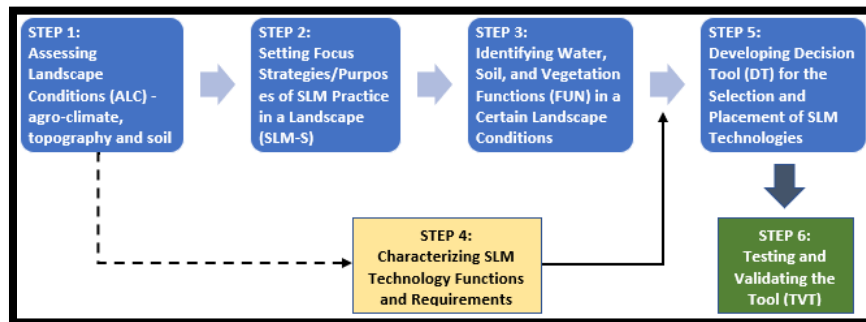 STEP 1:
Assessing
Landscape
Conditions (ALC) -
agro-climate,
topography and soil
STEP 2:
Setting Focus
Strategies/Purpos
es of SLM Practice
in a Landscape
(SLM-S)
STEP 3:
Identifying Water,
Soil, and Vegetation
Functions (FUN) in a
Certain Landscape
Conditions
STEP 5:
Developing Decision
Tool (DT) for the
Selection and
Placement of SLM
Technologies
STEP 4:
Characterizing SLM
Technology Functions
and Requirements
STEP 6:
Testing and
Validating the
Tool (TVT)